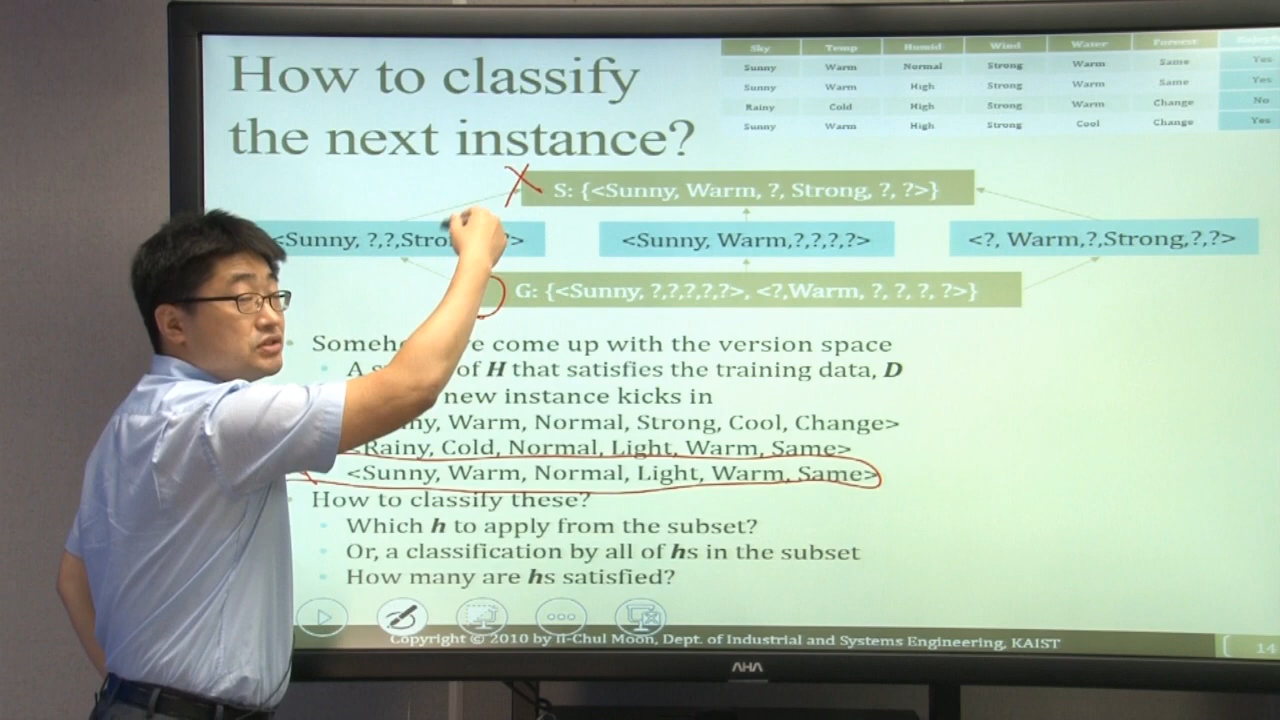 How to classify
the next instance?
Sky Temp Humid Wind Water Forecst
Sunny Warm Normal Strong Warm Same Yes
Sunny Warm High Strong Warm Same Yes
Rainy Cold High Strong Warm Change No
Sunny Warm High Strong Cool Change Yes
S: {<Sunny, Warm, ?, Strong, ?, ?>}
<Sunny, ?,?, ?>
<Sunny, Warm,?,?,?,?>
<?, Warm,?,Strong,?,?>
G: {<Sunny, ?,?,?,?,?>, <?,Warm, ?, ?, ?, ?>}
come up with the version space
of H that satisfies the training data, D
new instance kicks in
Warm, Normal, Strong, Cool, Change>
<Rainy, Cold, Normal, Light, Warm, Same>
<Sunny, Warm, Normal, Light, Warm, Same>
How to classify these?
Which h to apply from the subset?
Or, a classification by all of hs in the subset
How many are hs satisfied?
Copyright © 2010 by Il-Chul Moon, Dept. of Industrial and Systems Engineering, KAIST
14
AHA